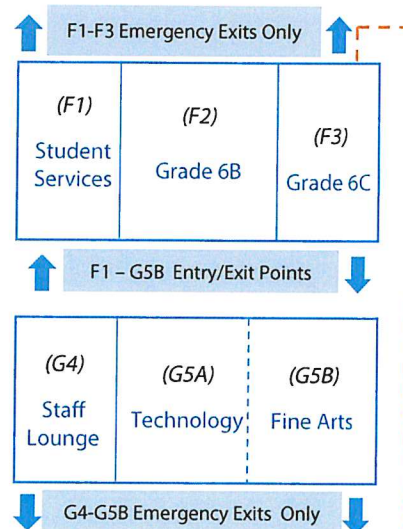 F1-F3 Emergency Exits Only
(F1)
Student
Services
(F2)
Grade 6B
(F3)
Grade 6C
F1 – G5B Entry/Exit Points
(G4)
Staff
Lounge
(G5A)
Technology
(G5B)
Fine Arts
G4-G5B Emergency Exits Only